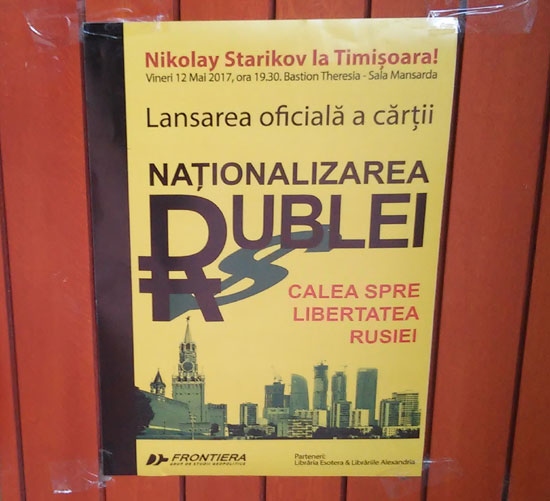 Nikolay Starikov la Timișoara!
Vineri 12 Mai 2017, ora 19.30. Bastion Theresia - Sala Mansarda
Lansarea oficială a cărții
NAȚIONALIZAREA
RUBLEI
CALEA SPRE
LIBERTATEA
RUSIEI
FRONTIERA
GRUP DE STUDII GEOPOLITICE
Parteneri:
Librăria Esotera & Librăriile Alexandria